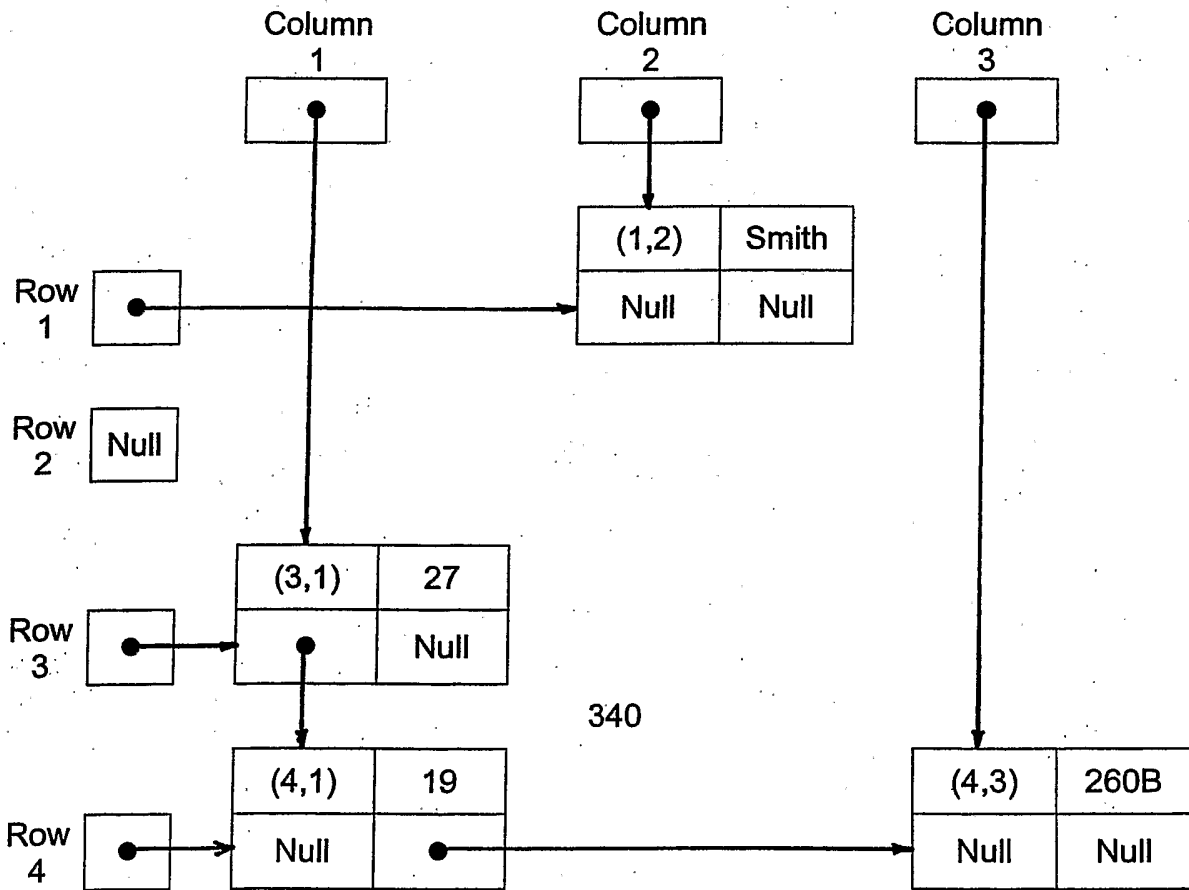 Column
1
Column
2
Column
3
(1,2) Smith
Row
1
Null Null
Row
2
Null
(3,1) 27
Row
3
Null
340
(4,1) 19
(4,3) 260B
Row
4
Null
Null Null